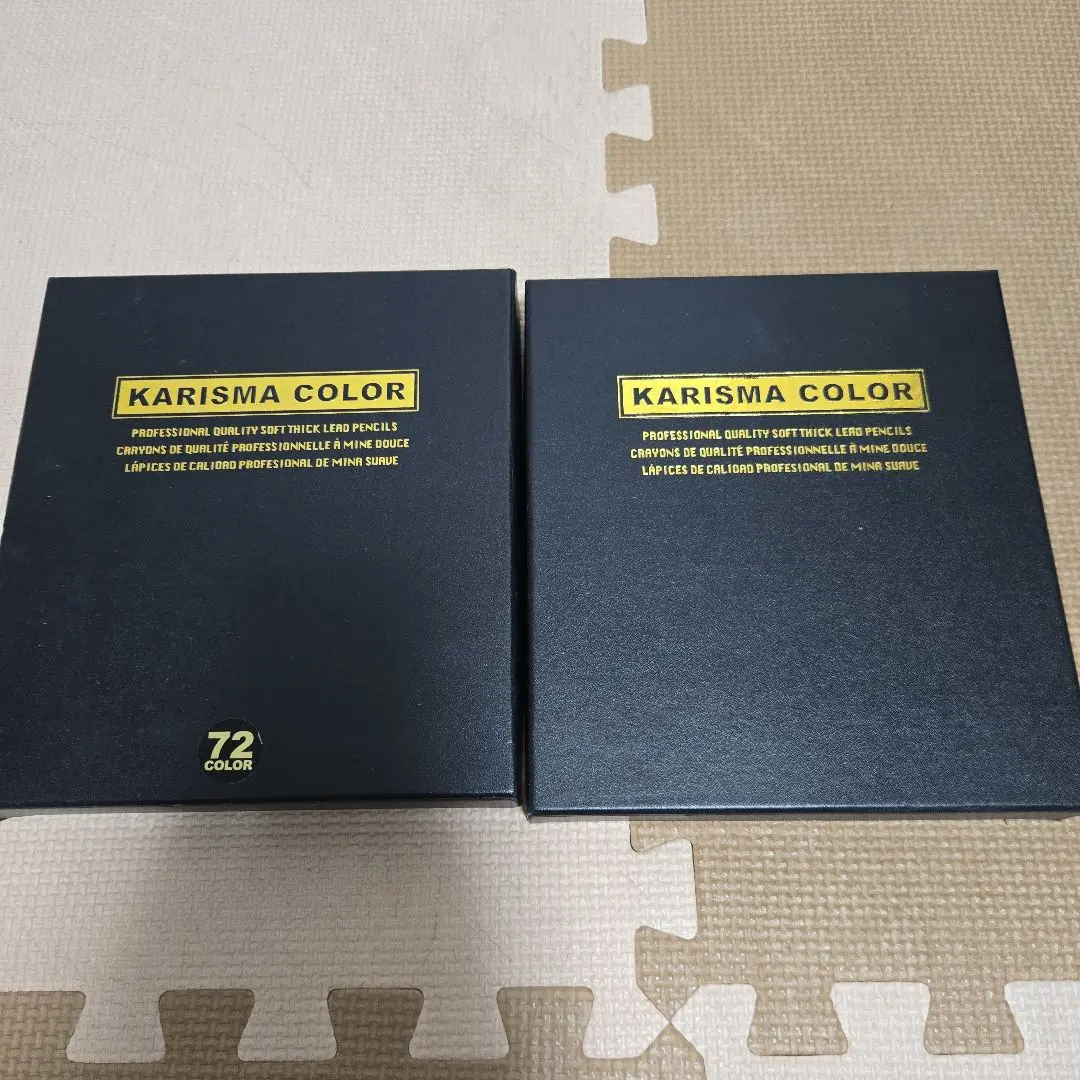 KARISMA COLOR
PROFESSIONAL QUALITY SOFT THICK LEAD PENCILS
CRAYONS DE QUALITÉ PROFESSIONNELLE À MINE DOUCE
LÁPICES DE CALIDAD PROFESIONAL DE MINA SUAVE
72
COLOR
KARISMA COLOR
PROFESSIONAL QUALITY SOFT THICK LEAD PENCILS
CRAYONS DE QUALITÉ PROFESSIONNELLE À MINE DOUCE
LÁPICES DE CALIDAD PROFESIONAL DE MINA SUAVE